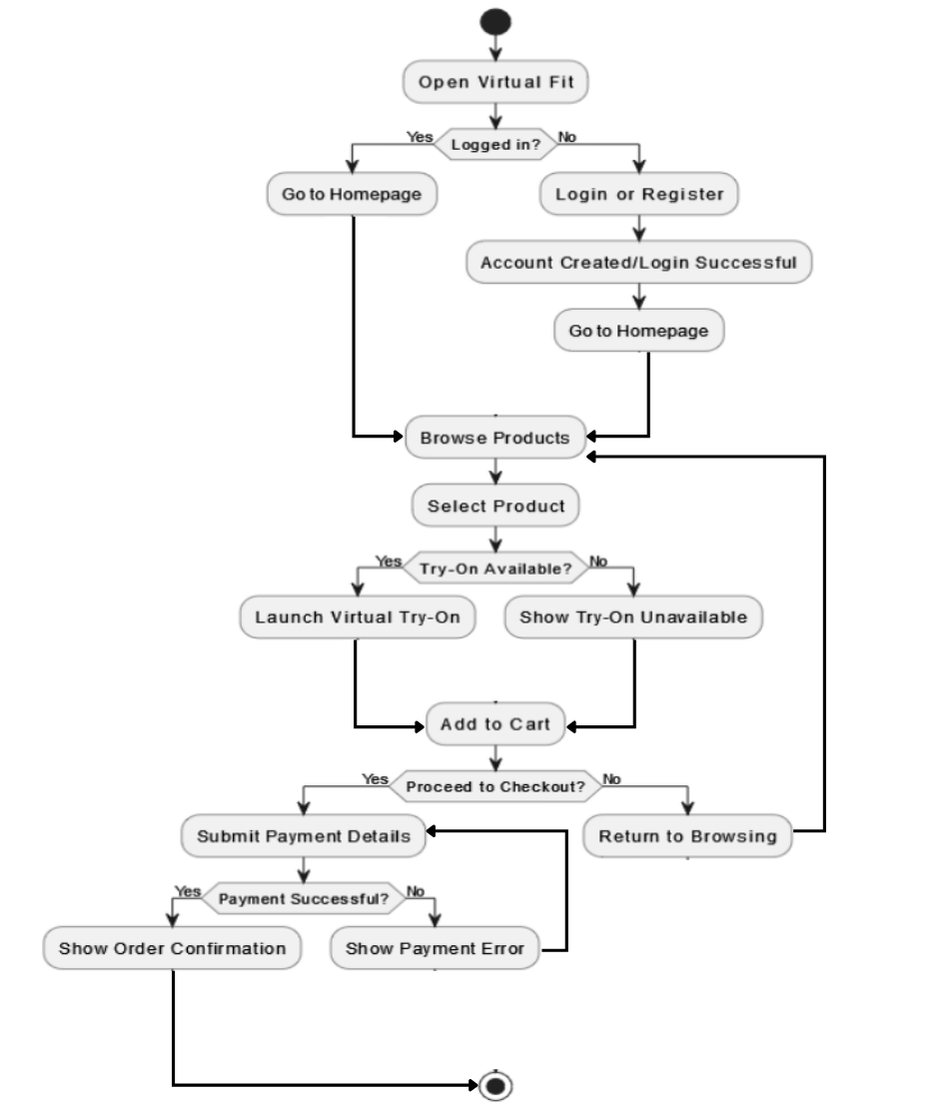 Open Virtual Fit
Yes
Logged in?
No
Go to Homepage
Login or Register
Account Created/Login Successful
Go to Homepage
Browse Products
Select Product
Yes
Try-On Available?
No
Launch Virtual Try-On
Show Try-On Unavailable
Add to Cart
Yes
Proceed to Checkout?
No
Submit Payment Details
Return to Browsing
Yes
Payment Successful?
No
Show Order Confirmation
Show Payment Error